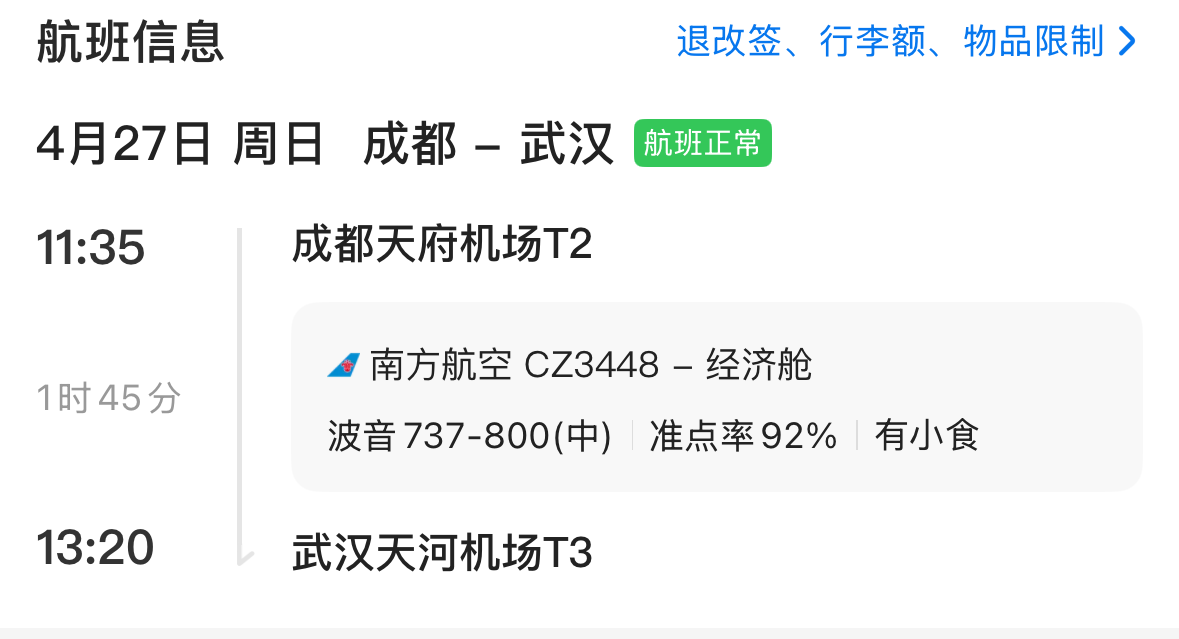 航班信息 退改签、行李额、物品限制
4月27日 周日 成都 – 武汉 航班正常
11:35 成都天府机场T2
南方航空 CZ3448 – 经济舱
1时45分
波音737-800(中) 准点率92% 有小食
13:20 武汉天河机场T3